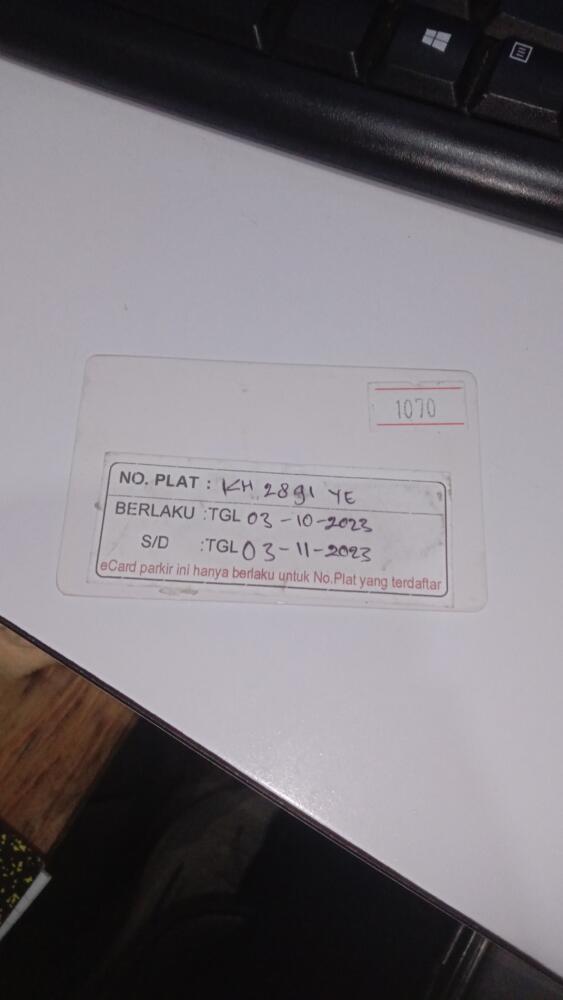 1070
NO. PLAT : KH 2891 YE
BERLAKU :TGL 03-10-2023
S/D :TGL 03-11-2023
eCard parkir ini hanya berlaku untuk No.Plat yang terdaftar